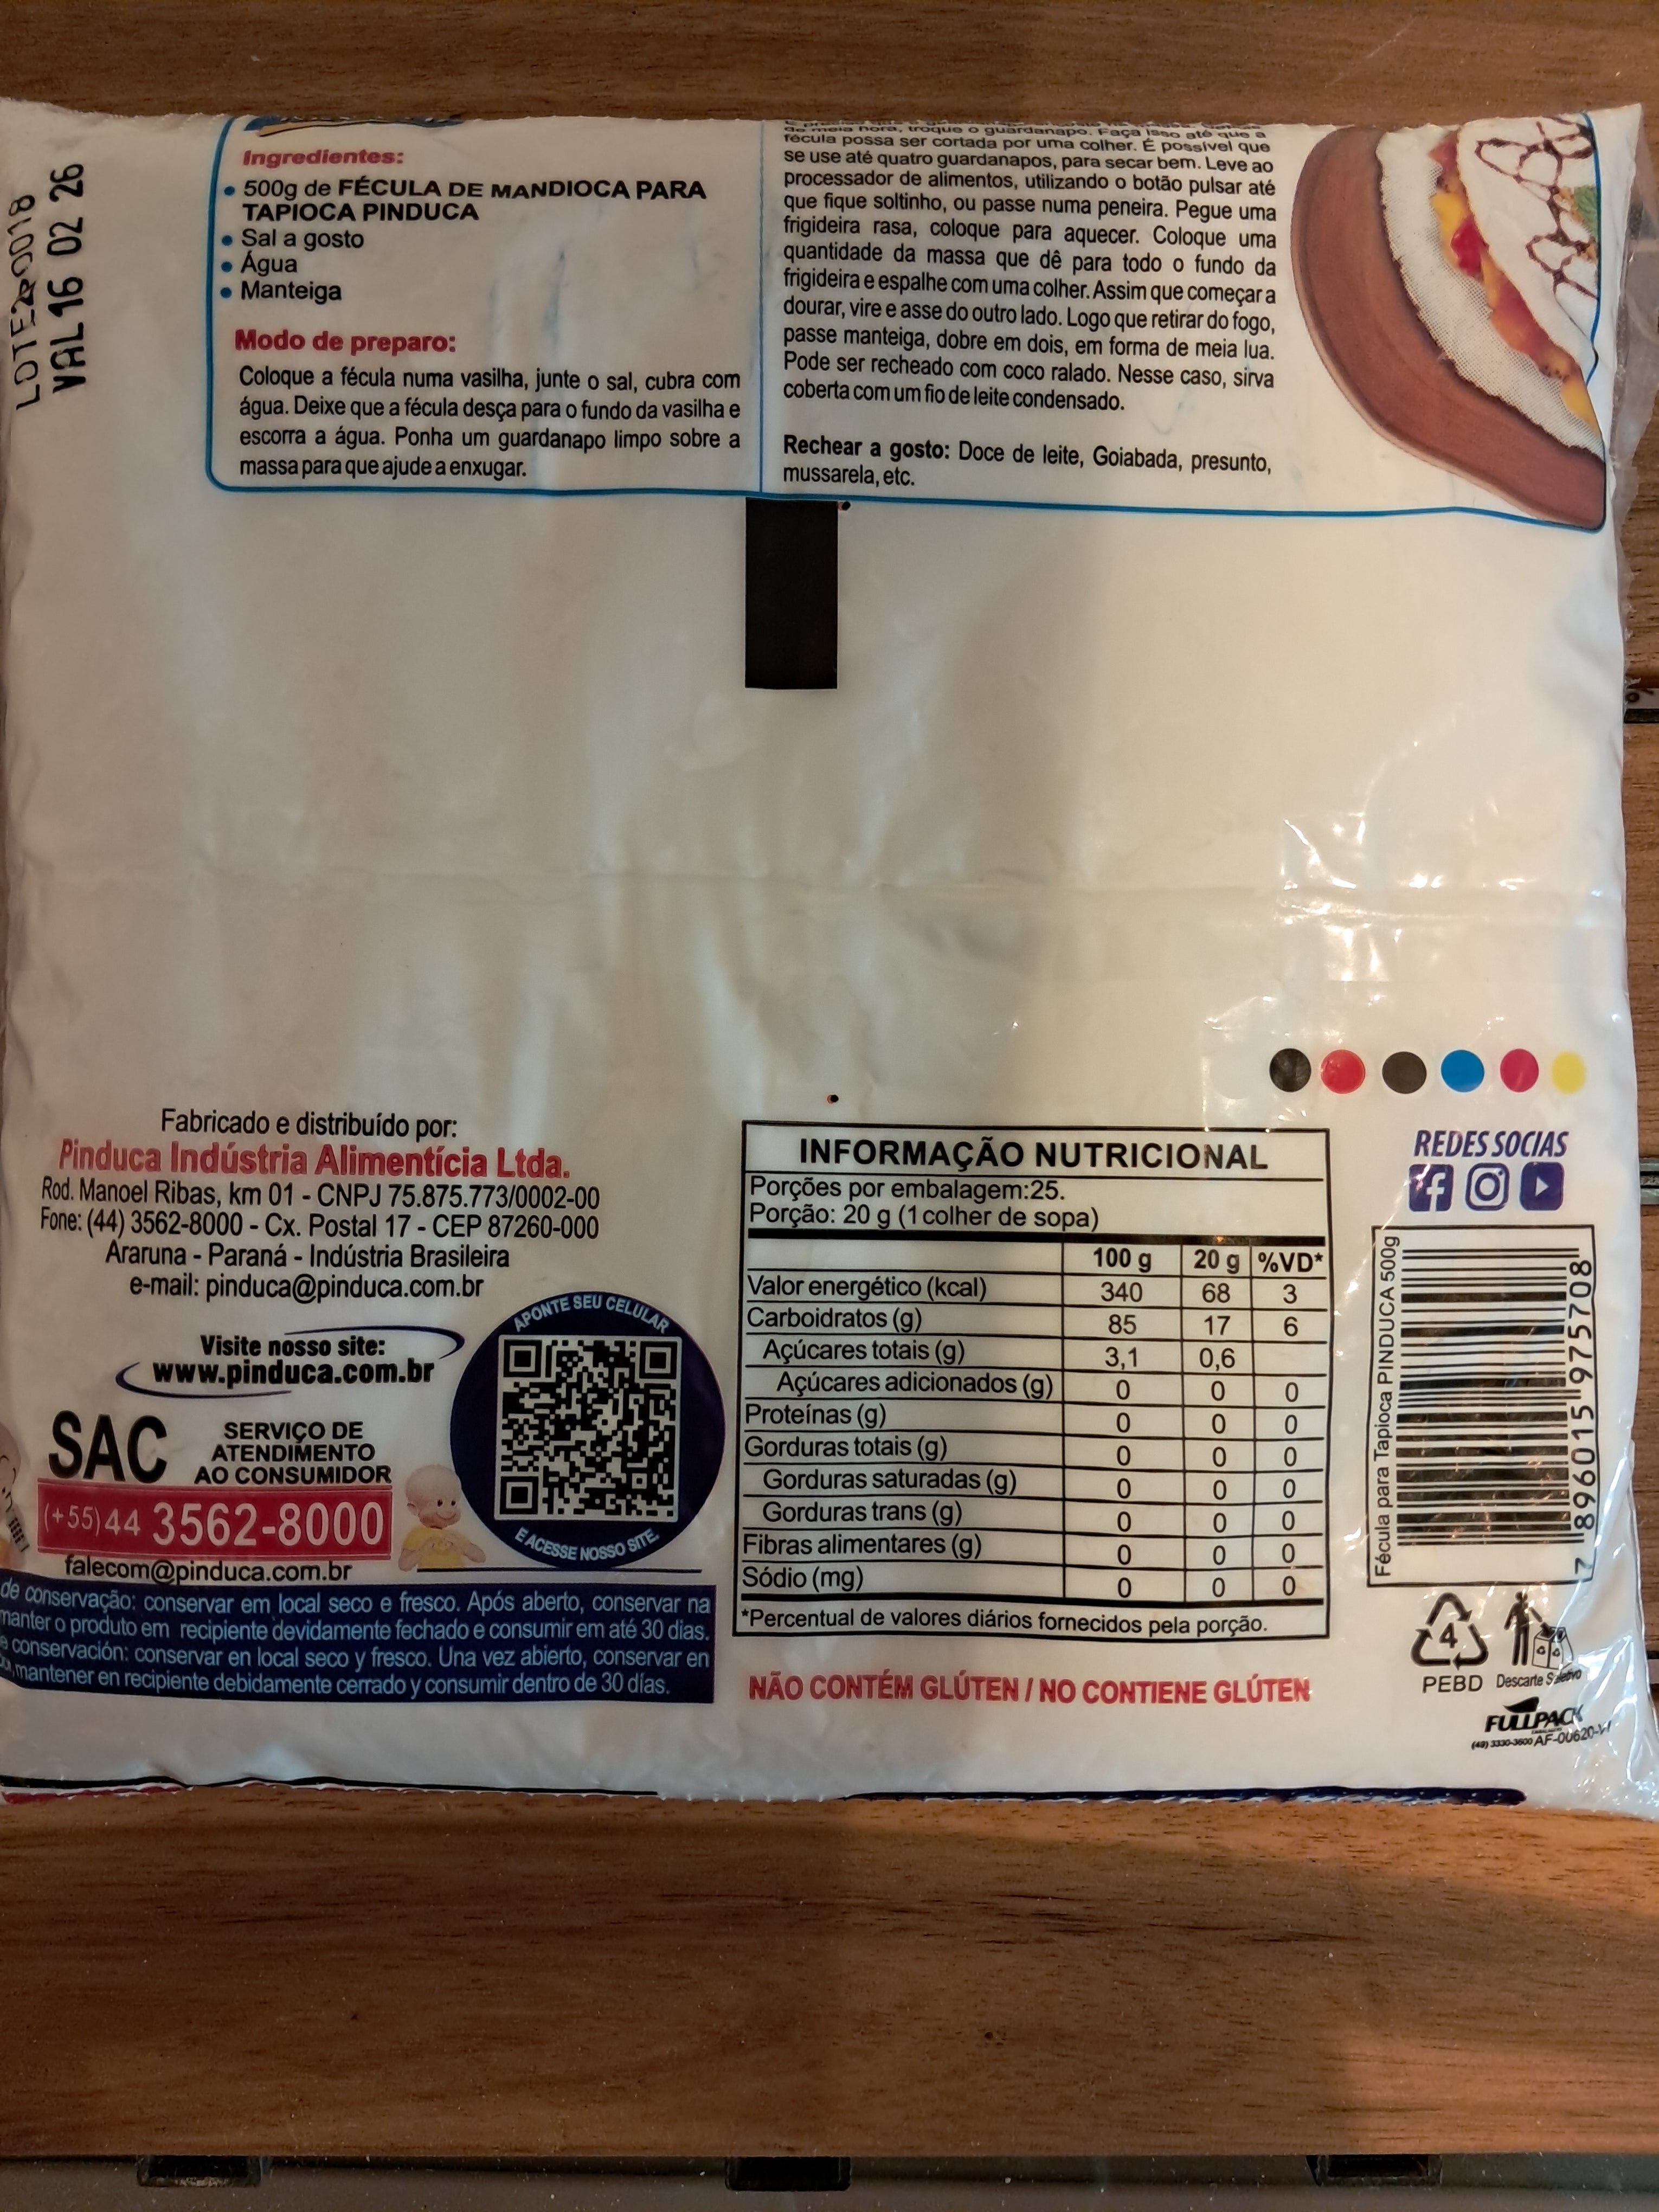 VAL 16 02 26
Ingredientes:
• 500g de FÉCULA DE MANDIOCA PARA
TAPIOCA PINDUCA
• Sal a gosto
• Água
• Manteiga
Modo de preparo:
Coloque a fécula numa vasilha, junte o sal, cubra com
água. Deixe que a fécula desça para o fundo da vasilha e
escorra a água. Ponha um guardanapo limpo sobre a
massa para que ajude a enxugar.
de meia hora, troque o guardanapo. Faça isso até que a
fécula possa ser cortada por uma colher. É possível que
se use até quatro guardanapos, para secar bem. Leve ao
processador de alimentos, utilizando o botão pulsar até
que fique soltinho, ou passe numa peneira. Pegue uma
frigideira rasa, coloque para aquecer. Coloque uma
quantidade da massa que dê para todo o fundo da
frigideira e espalhe com uma colher. Assim que começar a
dourar, vire e asse do outro lado. Logo que retirar do fogo,
passe manteiga, dobre em dois, em forma de meia lua.
Pode ser recheado com coco ralado. Nesse caso, sirva
coberta com um fio de leite condensado.
Rechear a gosto: Doce de leite, Goiabada, presunto,
mussarela, etc.
Fabricado e distribuído por:
Pinduca Indústria Alimentícia Ltda.
Rod. Manoel Ribas, km 01 - CNPJ 75.875.773/0002-00
Fone: (44) 3562-8000 - Cx. Postal 17 - CEP 87260-000
Araruna - Paraná - Indústria Brasileira
e-mail: pinduca@pinduca.com.br
Visite nosso site:
www.pinduca.com.br
APONTE SEU CELULAR
E ACESSE NOSSO SITE.
SAC
SERVIÇO DE
ATENDIMENTO
AO CONSUMIDOR
(+55)44 3562-8000
falecom@pinduca.com.br
de conservação: conservar em local seco e fresco. Após aberto, conservar na
manter o produto em recipiente devidamente fechado e consumir em até 30 dias.
conservación: conservar en local seco y fresco. Una vez abierto, conservar en
mantener en recipiente debidamente cerrado y consumir dentro de 30 días.
INFORMAÇÃO NUTRICIONAL
Porções por embalagem:25.
Porção: 20 g (1 colher de sopa)
100 g 20 g %VD*
Valor energético (kcal) 340 68 3
Carboidratos (g) 85 17 6
Açúcares totais (g) 3,1 0,6
Açúcares adicionados (g) 0 0 0
Proteínas (g) 0 0 0
Gorduras totais (g) 0 0 0
Gorduras saturadas (g) 0 0 0
Gorduras trans (g) 0 0 0
Fibras alimentares (g) 0 0 0
Sódio (mg) 0 0 0
*Percentual de valores diários fornecidos pela porção.
NÃO CONTÉM GLÚTEN / NO CONTIENE GLÚTEN
REDES SOCIAS
Fécula para Tapioca PINDUCA 500g
7 896015 975708
4
PEBD
Descarte Seletivo
FULLPACK
(49) 3330-3600